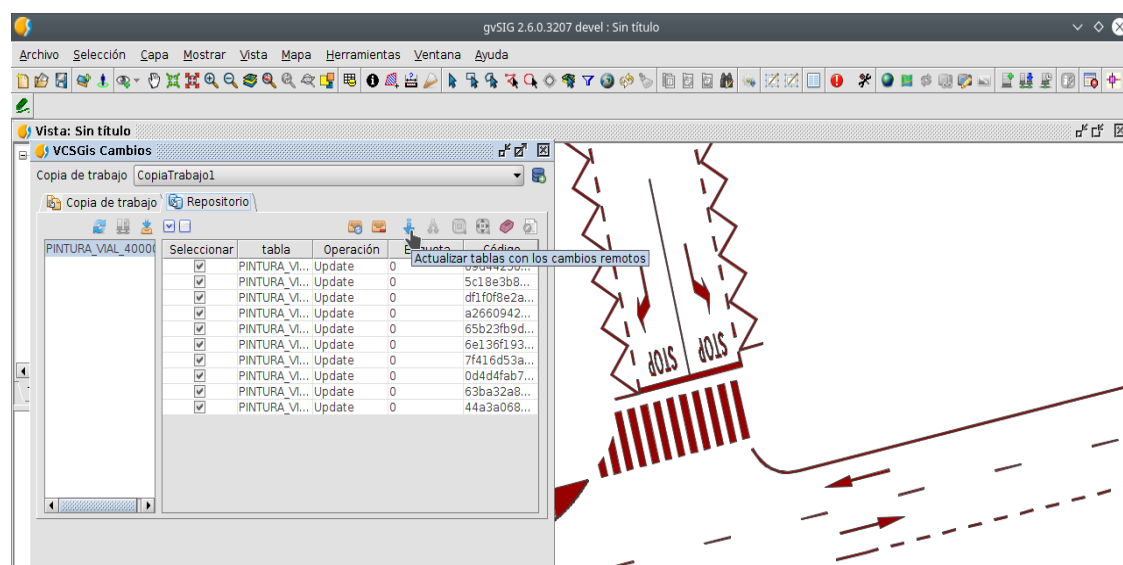 gvSIG 2.6.0.3207 devel : Sin título
Archivo Selección Capa Mostrar Vista Mapa Herramientas Ventana Ayuda
Vista: Sin título
VCSGis Cambios
Copia de trabajo CopiaTrabajo1
Copia de trabajo Repositorio
PINTURA_VIAL_40000
Seleccionar tabla Operación Código
Actualizar tablas con los cambios remotos
PINTURA_VI... Update 0
PINTURA_VI... Update 0 5c18e3b8...
PINTURA_VI... Update 0 df1f0f8e2a...
PINTURA_VI... Update 0 a2660942...
PINTURA_VI... Update 0 65b23fb9d...
PINTURA_VI... Update 0 6e136f193...
PINTURA_VI... Update 0 7f416d53a...
PINTURA_VI... Update 0 0d4d4fab7...
PINTURA_VI... Update 0 63ba32a8...
PINTURA_VI... Update 0 44a3a068...
STOP STOP